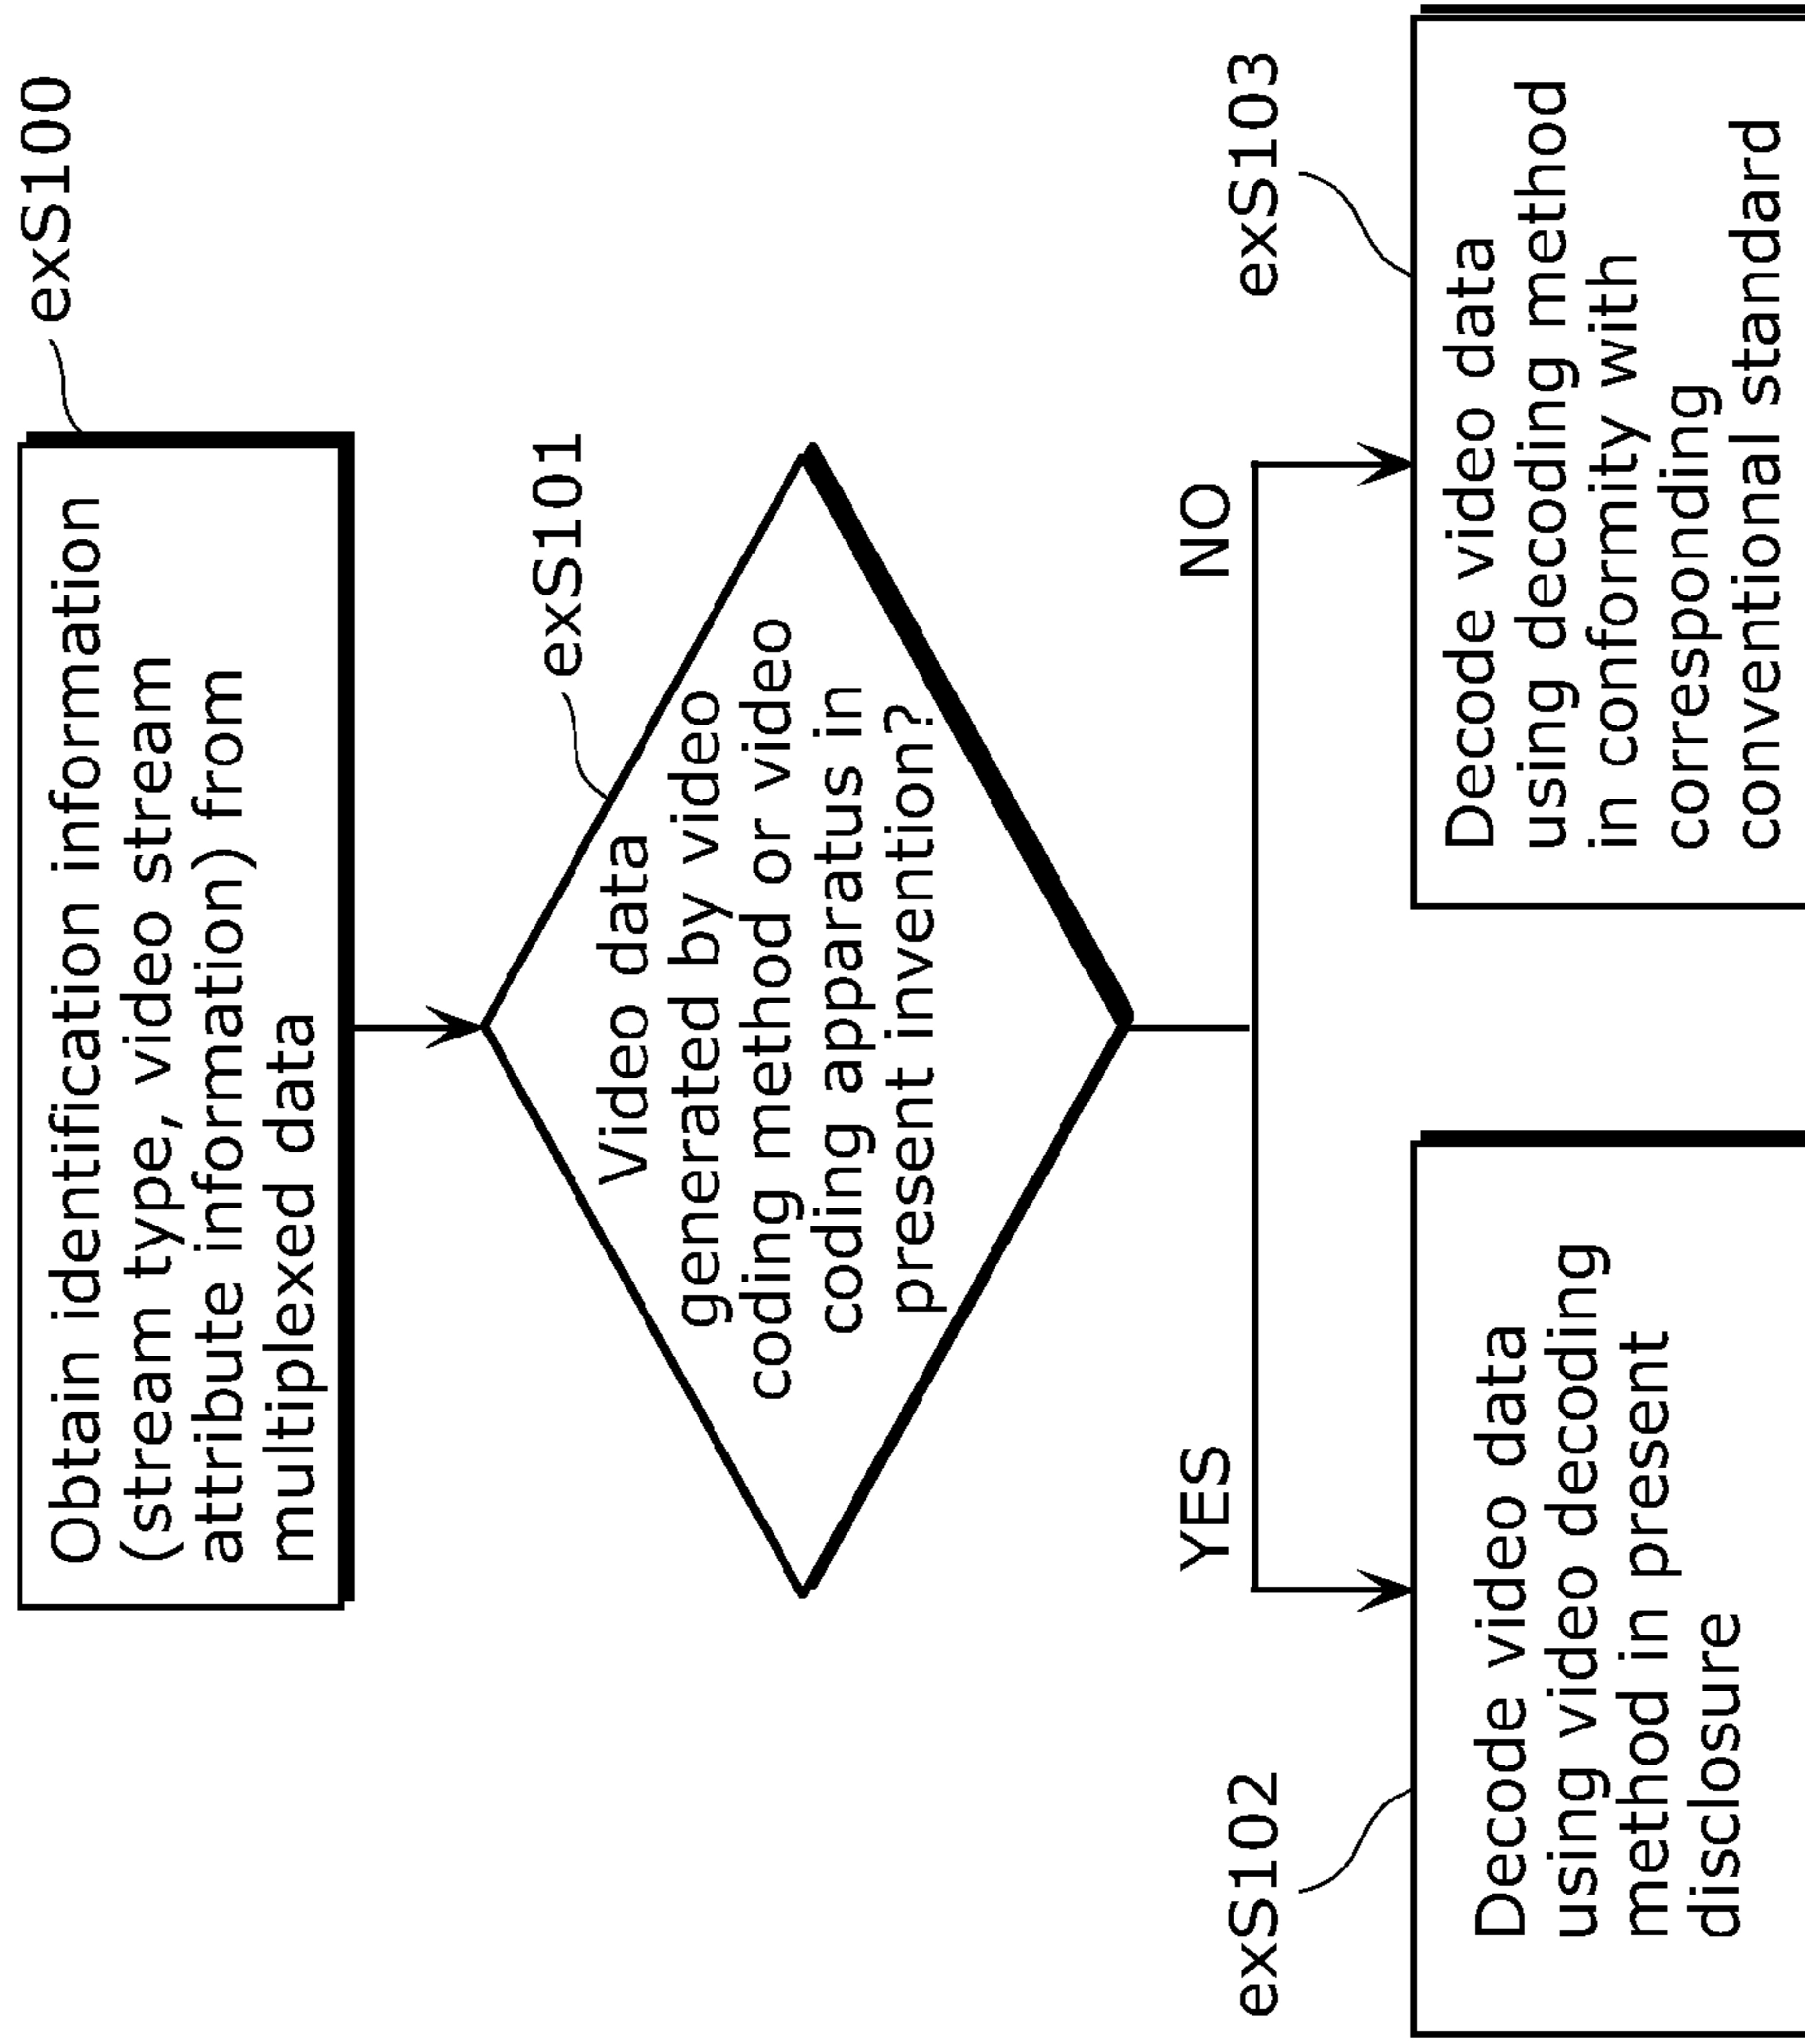 exS100
Obtain identification information
(stream type, video stream
attribute information) from
multiplexed data
exS101
Video data
generated by video
coding method or video
coding apparatus in
present invention?
YES
NO
exS102
Decode video data
using video decoding
method in present
disclosure
exS103
Decode video data
using decoding method
in conformity with
corresponding
conventional standard